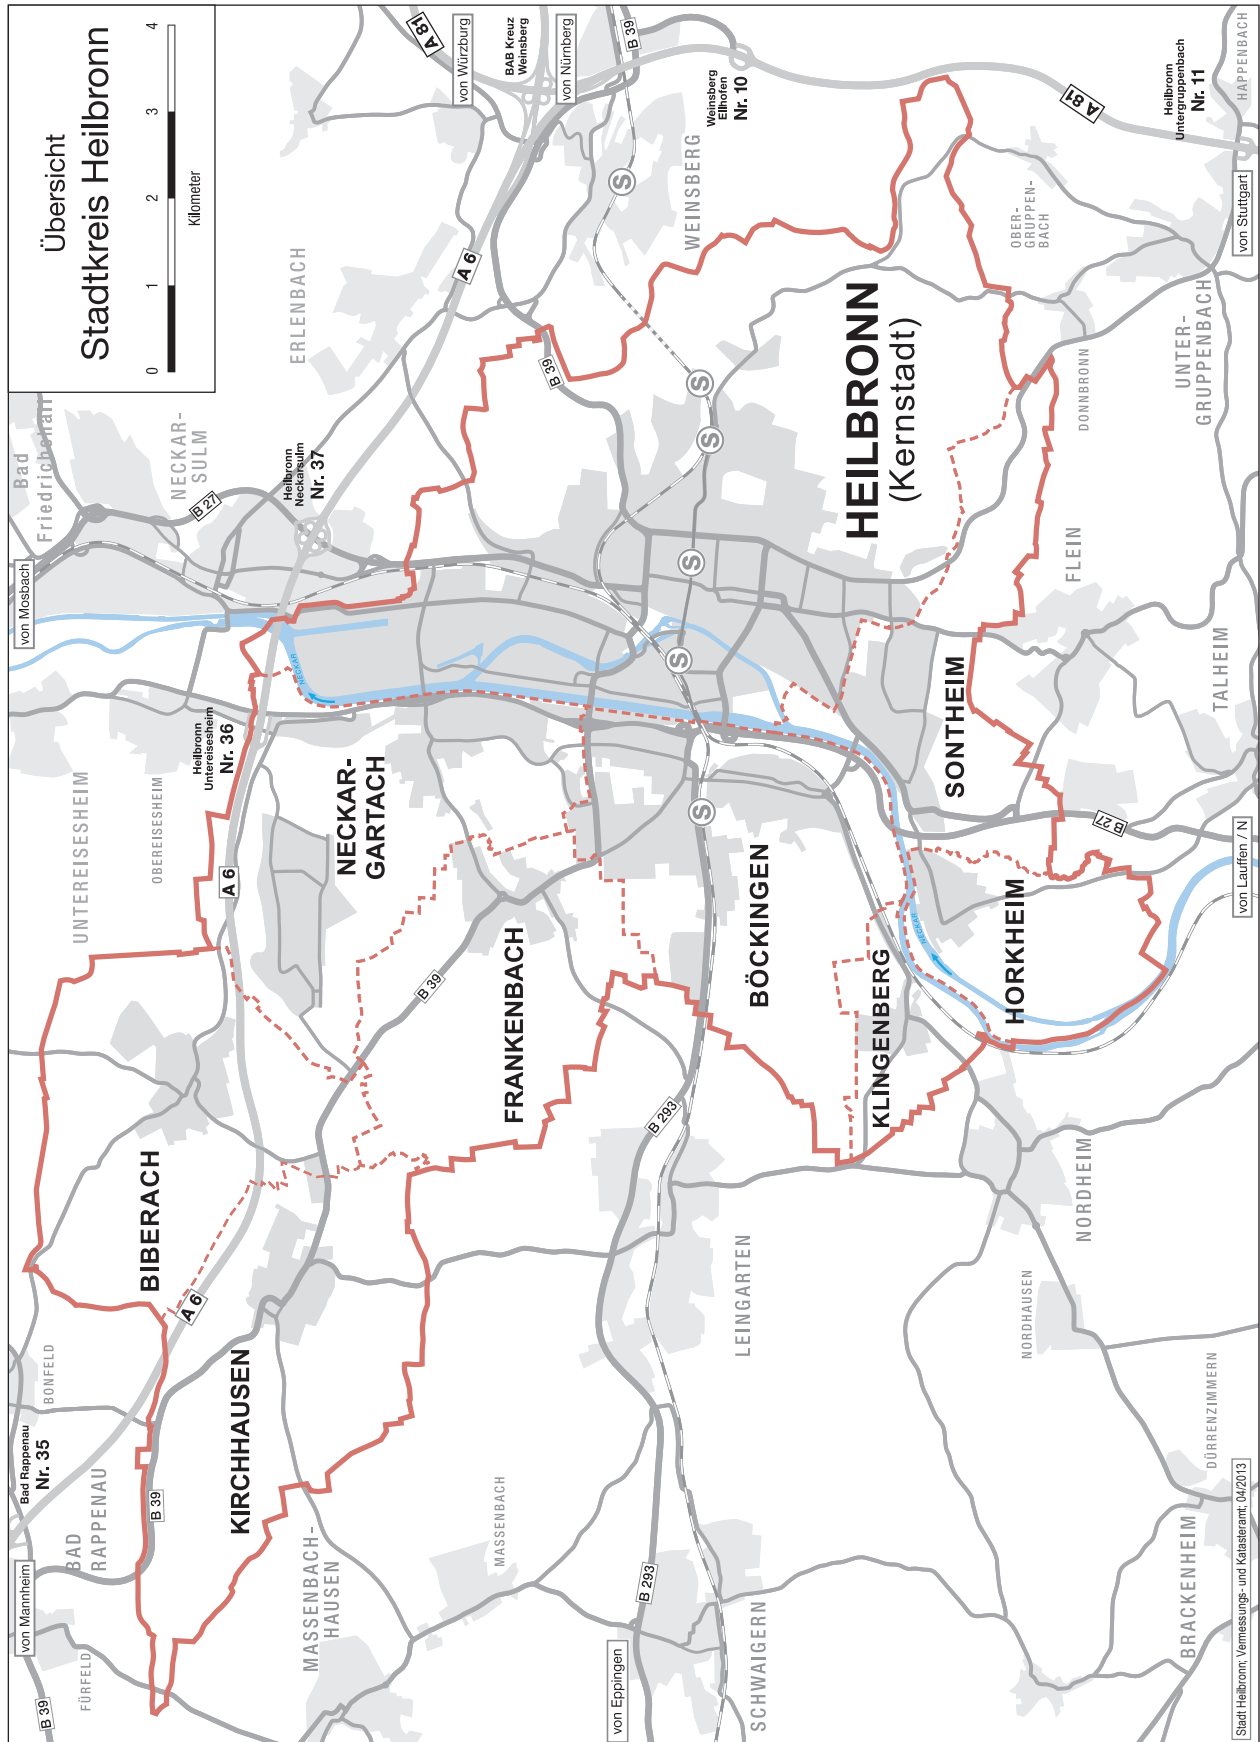 Übersicht
Stadtkreis Heilbronn
0 1 2 3 4
Kilometer
von Mannheim
Bad Rappenau
Nr. 35
B 39
FÜRFELD
BAD
RAPPENAU
BONFELD
B 39
A 6
BIBERACH
KIRCHHAUSEN
MASSENBACH-
HAUSEN
MASSENBACH
UNTEREISESHEIM
OBEREISESHEIM
Heilbronn
Untereisesheim
Nr. 36
A 6
von Mosbach
Bad
Friedrichshall
NECKAR-
SULM
B 27
Heilbronn
Neckarsulm
Nr. 37
NECKAR
ERLENBACH
A 6
A 81
von Würzburg
BAB Kreuz
Weinsberg
von Nürnberg
B 39
Weinsberg
Ellhofen
Nr. 10
WEINSBERG
S
B 39
NECKAR-
GARTACH
B 39
FRANKENBACH
S
S
S
S
S
HEILBRONN
(Kernstadt)
BÖCKINGEN
B 293
LEINGARTEN
von Eppingen
B 293
SCHWAIGERN
KLINGENBERG
NECKAR
HORKHEIM
SONTHEIM
FLEIN
OBER-
GRUPPEN-
BACH
DONNBRONN
UNTER-
GRUPPENBACH
A 81
Heilbronn
Untergruppenbach
Nr. 11
HAPPENBACH
von Stuttgart
TALHEIM
B 27
von Lauffen / N
NORDHEIM
NORDHAUSEN
DÜRRENZIMMERN
BRACKENHEIM
Stadt Heilbronn; Vermessungs- und Katasteramt; 04/2013